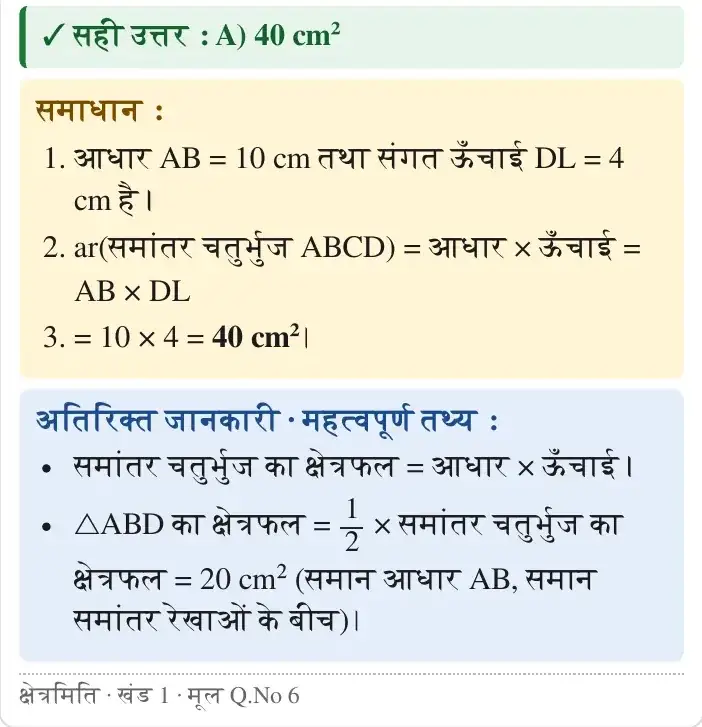 ✓ सही उत्तर : A) 40 cm²
समाधान :
1. आधार AB = 10 cm तथा संगत ऊँचाई DL = 4
cm है।
2. ar(समांतर चतुर्भुज ABCD) = आधार × ऊँचाई =
AB × DL
3. = 10 × 4 = 40 cm²।
अतिरिक्त जानकारी · महत्वपूर्ण तथ्य :
• समांतर चतुर्भुज का क्षेत्रफल = आधार × ऊँचाई।
• △ABD का क्षेत्रफल = 1/2 × समांतर चतुर्भुज का
क्षेत्रफल = 20 cm² (समान आधार AB, समान
समांतर रेखाओं के बीच)।
क्षेत्रमिति · खंड 1 · मूल Q.No 6